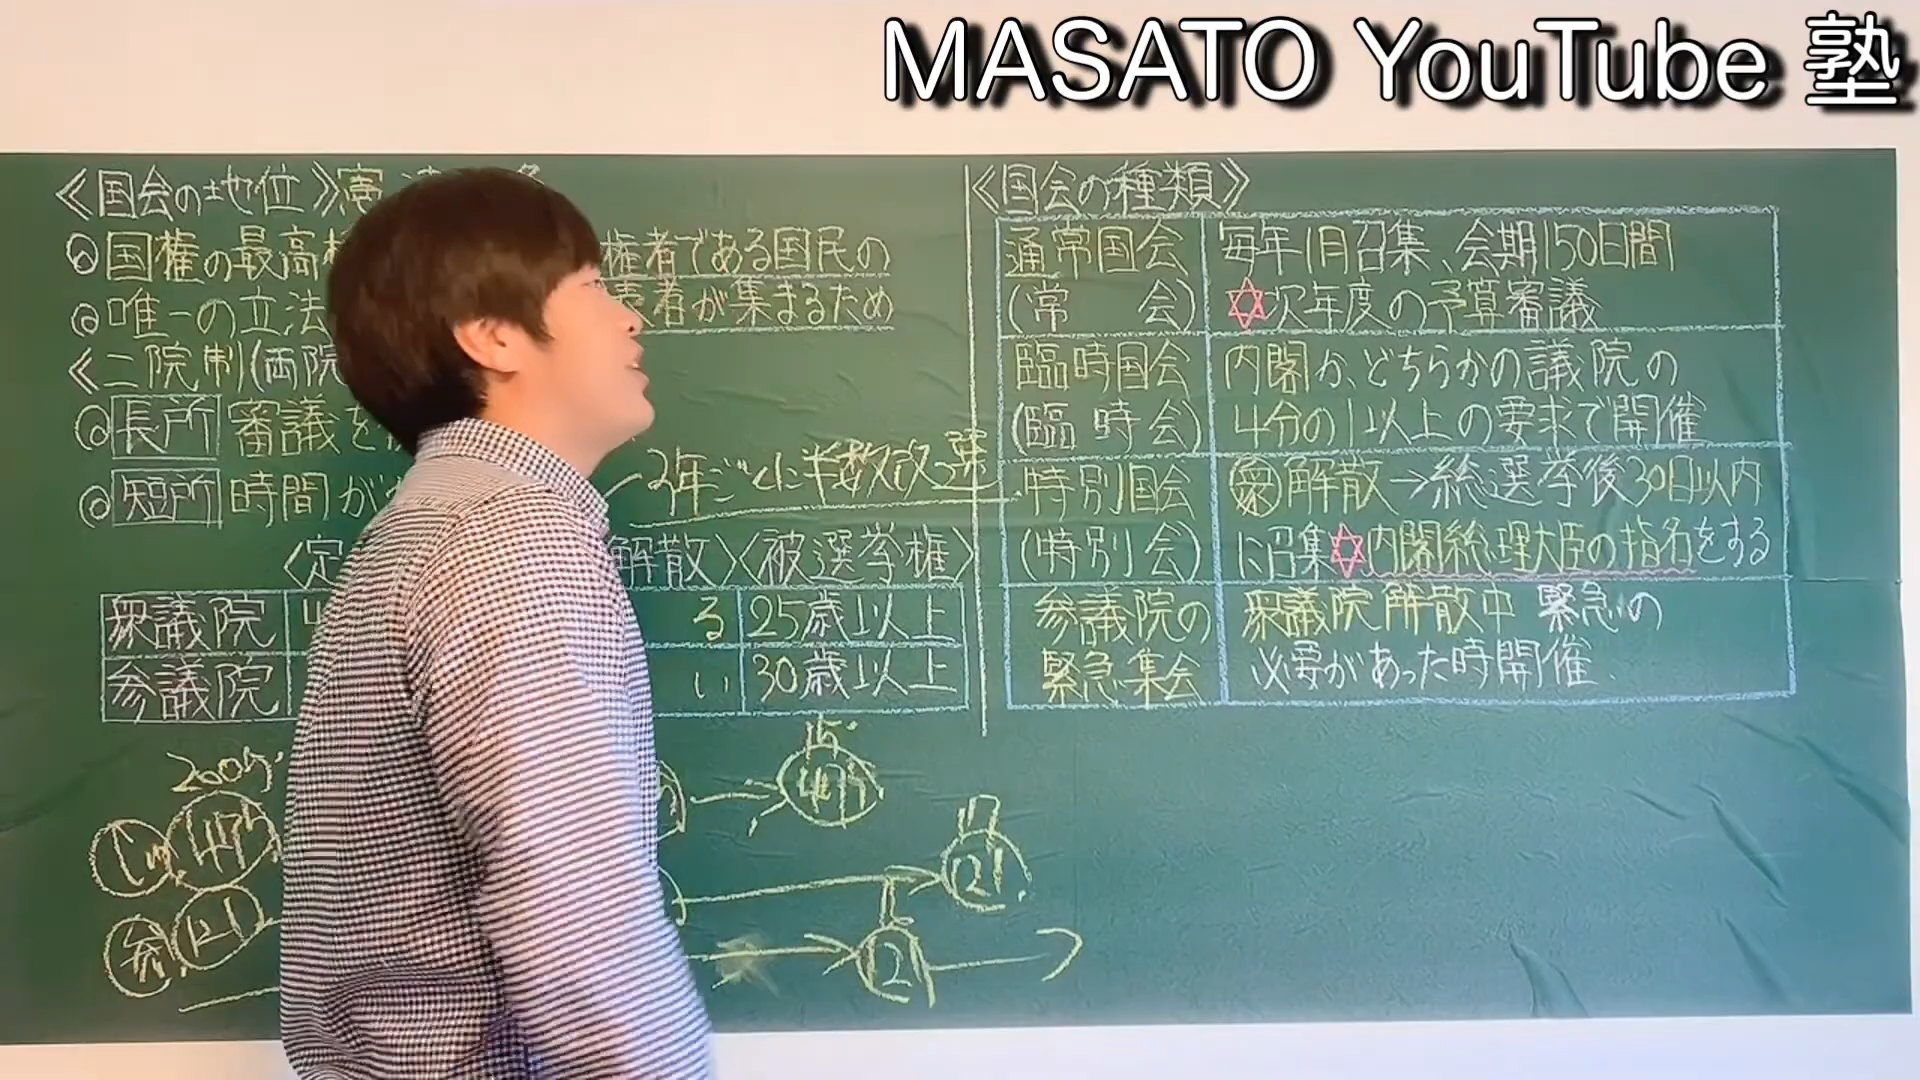 MASATO YouTube 塾
《国会の地位》憲
◎国権の最高
権者である国民の
◎唯一の立法
表者が集まるため
《二院制(両院
◎長所 審議を
2年ごとに半数改選
◎短所 時間が
〈定
解散〉〈被選挙権〉
衆議院
る 25歳以上
参議院
い 30歳以上
《国会の種類》
通常国会 毎年1月召集、会期150日間
(常会) ✡次年度の予算審議
臨時国会 内閣か、どちらかの議院の
(臨時会) 4分の1以上の要求で開催
特別国会 衆解散→総選挙後30日以内
(特別会) に召集✡内閣総理大臣の指名をする
参議院の 衆議院解散中 緊急の
緊急集会 必要があった時開催.
参 121
121